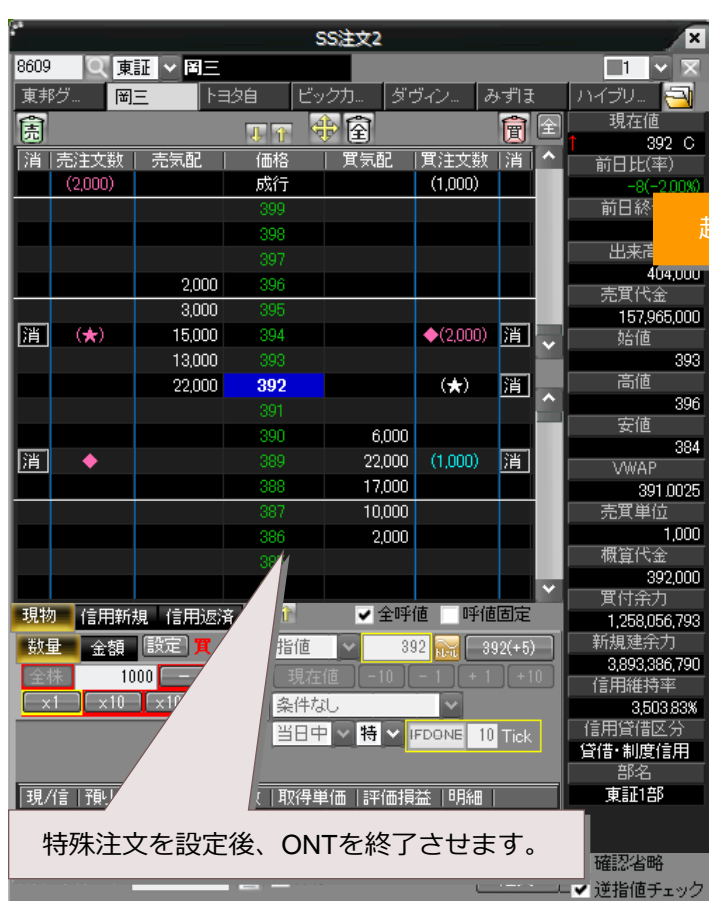 SS注文2
8609 東証 岡三 1
東邦グ... 岡三 トヨタ自 ビックカ... ダヴィン... みずほ ハイブリ...
売 全 買 全
消 売注文数 売気配 価格 買気配 買注文数 消
(2,000) 成行 (1,000)
399
398
397
2,000 396
3,000 395
消 (★) 15,000 394 ◆(2,000) 消
13,000 393
22,000 392 (★) 消
391
390 6,000
消 ◆ 389 22,000 (1,000) 消
388 17,000
387 10,000
386 2,000
現物 信用新規 信用返済 全呼値 呼値固定
数量 金額 設定 買 指値 392 392(+5)
全株 1000 現在値 -10 -1 +1 +10
x1 x10 条件なし
当日中 特 IFDONE 10 Tick
現/信 取得単価 評価損益 明細
特殊注文を設定後、ONTを終了させます。
現在値
↑ 392 C
前日比(率)
-8(-2.00%)
前日終
出来高
404,000
売買代金
157,965,000
始値
393
高値
396
安値
384
VWAP
391.0025
売買単位
1,000
概算代金
392,000
買付余力
1,258,056,793
新規建余力
3,893,386,790
信用維持率
3,503.83%
信用貸借区分
貸借・制度信用
部名
東証1部
確認省略
逆指値チェック